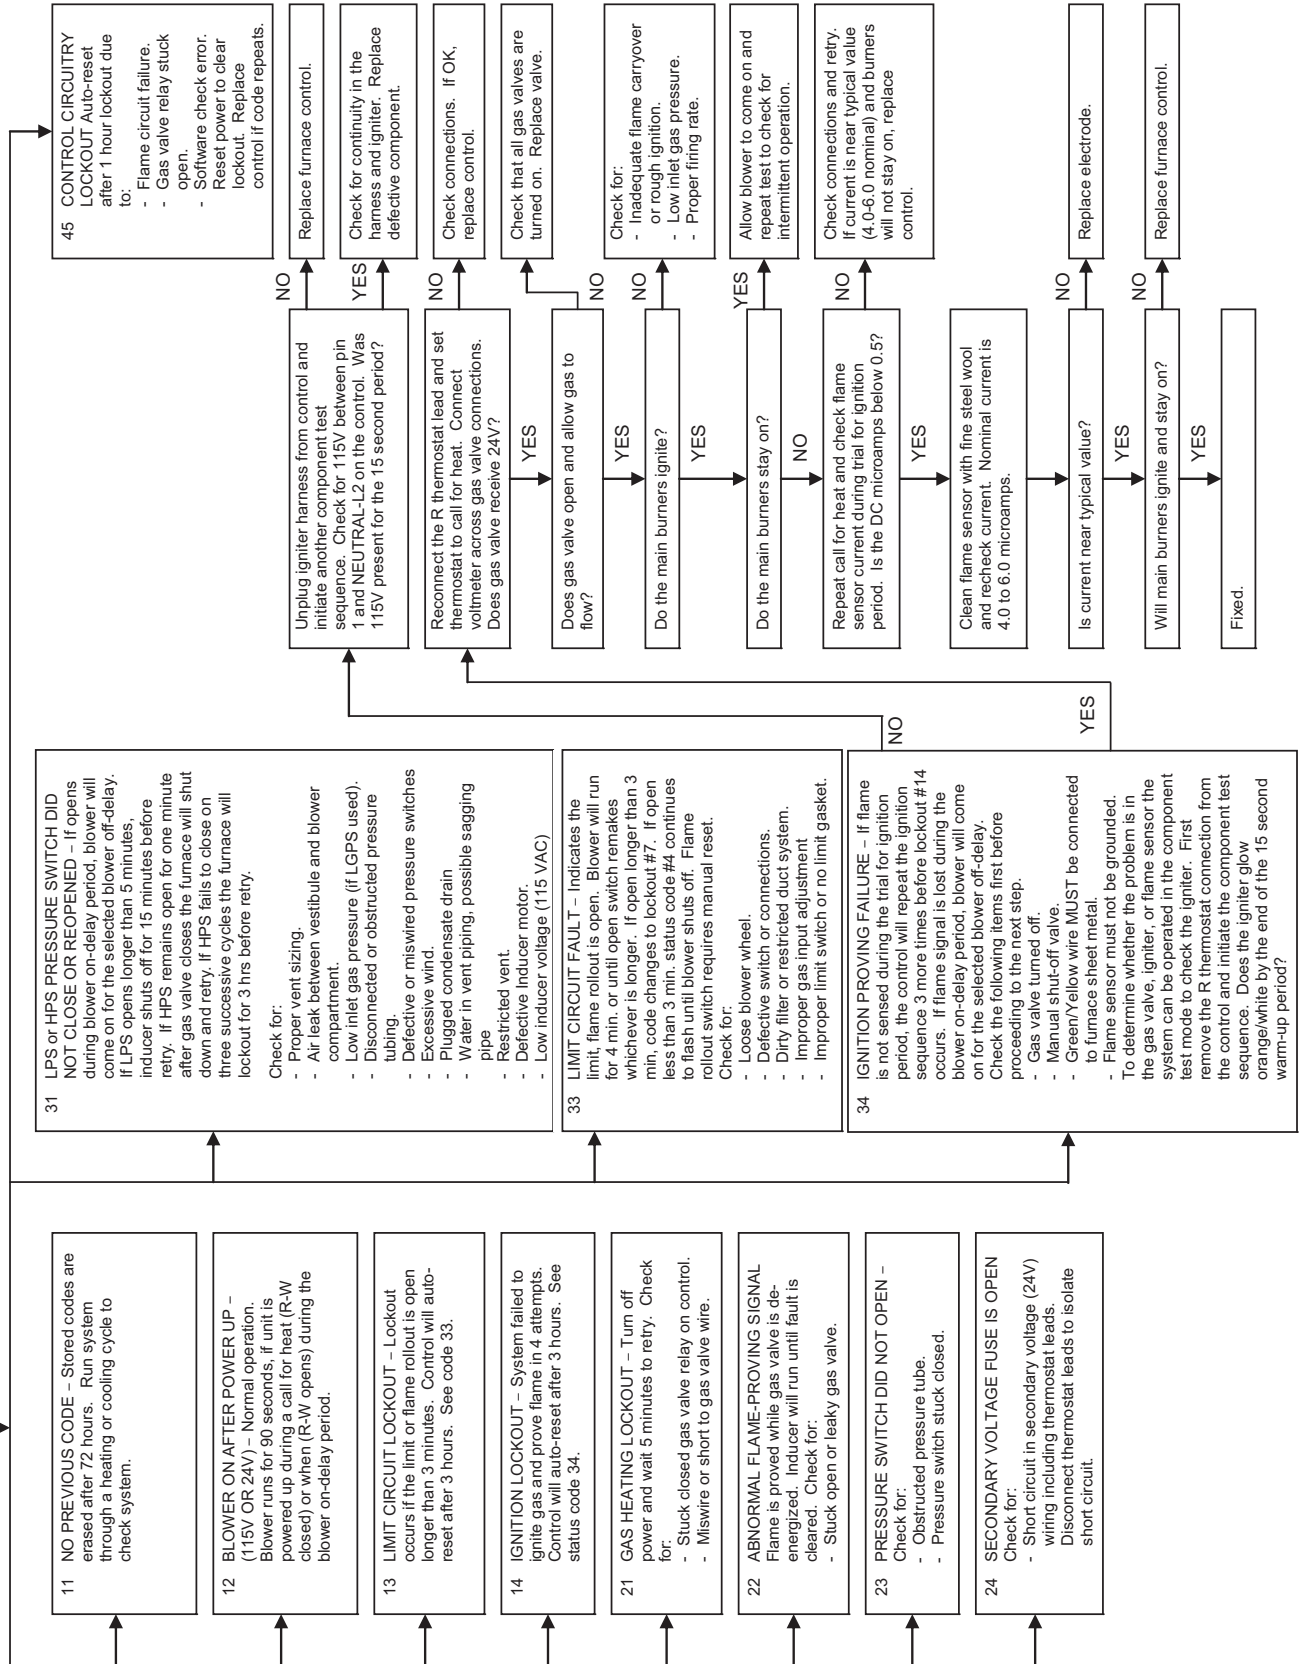 11 NO PREVIOUS CODE – Stored codes are
erased after 72 hours. Run system
through a heating or cooling cycle to
check system.
12 BLOWER ON AFTER POWER UP –
(115V OR 24V) – Normal operation.
Blower runs for 90 seconds, if unit is
powered up during a call for heat (R-W
closed) or when (R-W opens) during the
blower on-delay period.
13 LIMIT CIRCUIT LOCKOUT – Lockout
occurs if the limit or flame rollout is open
longer than 3 minutes. Control will auto-
reset after 3 hours. See code 33.
14 IGNITION LOCKOUT – System failed to
ignite gas and prove flame in 4 attempts.
Control will auto-reset after 3 hours. See
status code 34.
21 GAS HEATING LOCKOUT – Turn off
power and wait 5 minutes to retry. Check
for:
- Stuck closed gas valve relay on control.
- Miswire or short to gas valve wire.
22 ABNORMAL FLAME-PROVING SIGNAL
Flame is proved while gas valve is de-
energized. Inducer will run until fault is
cleared. Check for:
- Stuck open or leaky gas valve.
23 PRESSURE SWITCH DID NOT OPEN –
Check for:
- Obstructed pressure tube.
- Pressure switch stuck closed.
24 SECONDARY VOLTAGE FUSE IS OPEN
Check for:
- Short circuit in secondary voltage (24V)
wiring including thermostat leads.
Disconnect thermostat leads to isolate
short circuit.
31 LPS or HPS PRESSURE SWITCH DID
NOT CLOSE OR REOPENED – If opens
during blower on-delay period, blower will
come on for the selected blower off-delay.
If LPS opens longer than 5 minutes,
inducer shuts off for 15 minutes before
retry. If HPS remains open for one minute
after gas valve closes the furnace will shut
down and retry. If HPS fails to close on
three successive cycles the furnace will
lockout for 3 hrs before retry.
Check for:
- Proper vent sizing.
- Air leak between vestibule and blower
compartment.
- Low inlet gas pressure (if LGPS used).
- Disconnected or obstructed pressure
tubing.
- Defective or miswired pressure switches
- Excessive wind.
- Plugged condensate drain
- Water in vent piping, possible sagging
pipe
- Restricted vent.
- Defective Inducer motor.
- Low inducer voltage (115 VAC)
33 LIMIT CIRCUIT FAULT – Indicates the
limit, flame rollout is open. Blower will run
for 4 min. or until open switch remakes
whichever is longer. If open longer than 3
min, code changes to lockout #7. If open
less than 3 min. status code #4 continues
to flash until blower shuts off. Flame
rollout switch requires manual reset.
Check for:
- Loose blower wheel.
- Defective switch or connections.
- Dirty filter or restricted duct system.
- Improper gas input adjustment
- Improper limit switch or no limit gasket.
34 IGNITION PROVING FAILURE – If flame
is not sensed during the trial for ignition
period, the control will repeat the ignition
sequence 3 more times before lockout #14
occurs. If flame signal is lost during the
blower on-delay period, blower will come
on for the selected blower off-delay.
Check the following items first before
proceeding to the next step.
- Gas valve turned off.
- Manual shut-off valve.
- Green/Yellow wire MUST be connected
to furnace sheet metal.
- Flame sensor must not be grounded.
To determine whether the problem is in
the gas valve, igniter, or flame sensor the
system can be operated in the component
test mode to check the igniter. First
remove the R thermostat connection from
the control and initiate the component test
sequence. Does the igniter glow
orange/white by the end of the 15 second
warm-up period?
NO
YES
45 CONTROL CIRCUITRY
LOCKOUT Auto-reset
after 1 hour lockout due
to:
- Flame circuit failure.
- Gas valve relay stuck
open.
- Software check error.
Reset power to clear
lockout. Replace
control if code repeats.
Unplug igniter harness from control and
initiate another component test
sequence. Check for 115V between pin
1 and NEUTRAL-L2 on the control. Was
115V present for the 15 second period?
NO
Replace furnace control.
YES
Check for continuity in the
harness and igniter. Replace
defective component.
Reconnect the R thermostat lead and set
thermostat to call for heat. Connect
voltmeter across gas valve connections.
Does gas valve receive 24V?
NO
Check connections. If OK,
replace control.
YES
Does gas valve open and allow gas to
flow?
NO
Check that all gas valves are
turned on. Replace valve.
YES
Do the main burners ignite?
NO
Check for:
- Inadequate flame carryover
or rough ignition.
- Low inlet gas pressure.
- Proper firing rate.
YES
Do the main burners stay on?
YES
Allow blower to come on and
repeat test to check for
intermittent operation.
NO
Repeat call for heat and check flame
sensor current during trial for ignition
period. Is the DC microamps below 0.5?
NO
Check connections and retry.
If current is near typical value
(4.0-6.0 nominal) and burners
will not stay on, replace
control.
YES
Clean flame sensor with fine steel wool
and recheck current. Nominal current is
4.0 to 6.0 microamps.
Is current near typical value?
NO
Replace electrode.
YES
Will main burners ignite and stay on?
NO
Replace furnace control.
YES
Fixed.